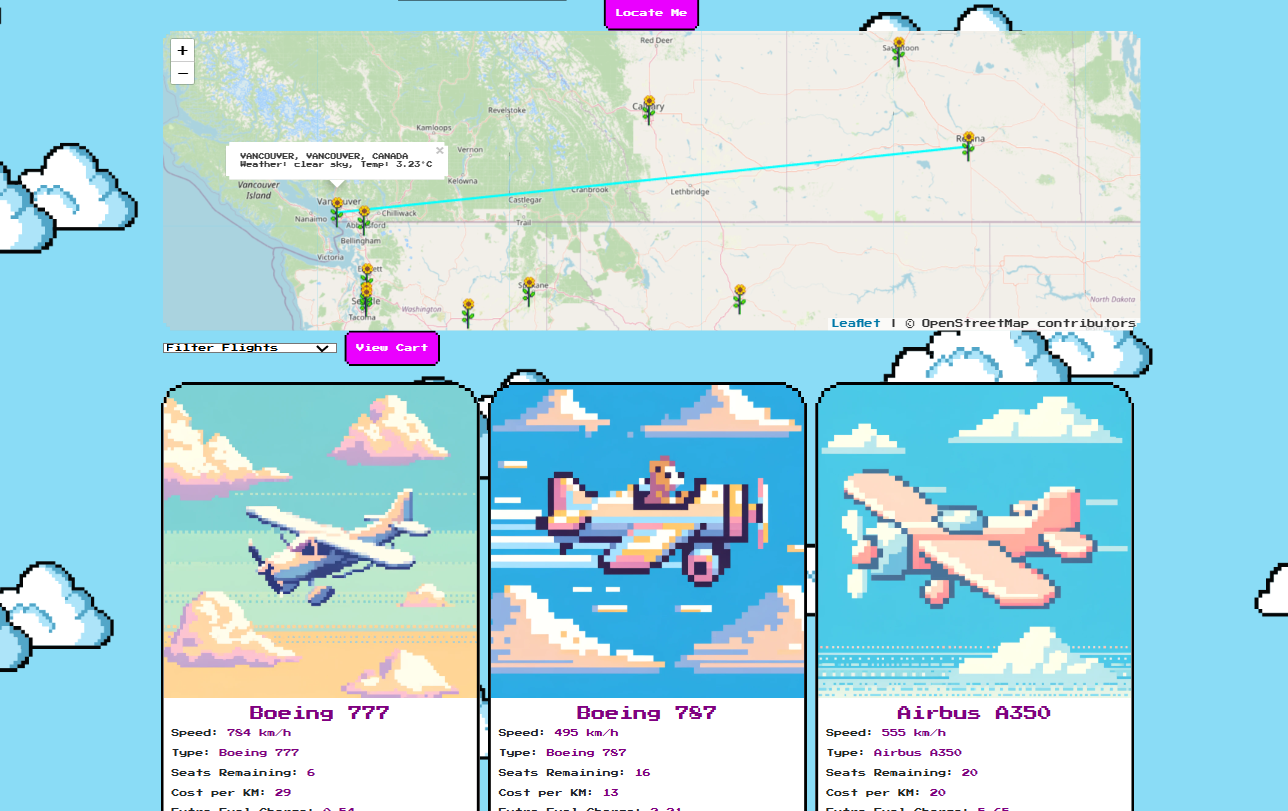 Locate Me
+
−
Red Deer
Saskatoon
Calgary
Revelstoke
Kamloops
Regina
Vernon
VANCOUVER, VANCOUVER, CANADA
×
Weather: clear sky, Temp: 3.23°C
Kelowna
Cranbrook
Lethbridge
Vancouver
Island
Castlegar
Vancouver
Chilliwack
Nanaimo
Trail
Abbotsford
Bellingham
Victoria
Everett
Spokane
Seattle
Washington
North Dakota
Tacoma
Leaflet | © OpenStreetMap contributors
Filter Flights
View Cart
Boeing 777
Speed: 784 km/h
Type: Boeing 777
Seats Remaining: 6
Cost per KM: 29
Extra Fuel Charge: 0.54
Boeing 787
Speed: 495 km/h
Type: Boeing 787
Seats Remaining: 16
Cost per KM: 13
Extra Fuel Charge:
Airbus A350
Speed: 555 km/h
Type: Airbus A350
Seats Remaining: 20
Cost per KM: 20
Extra Fuel Charge: 5.65